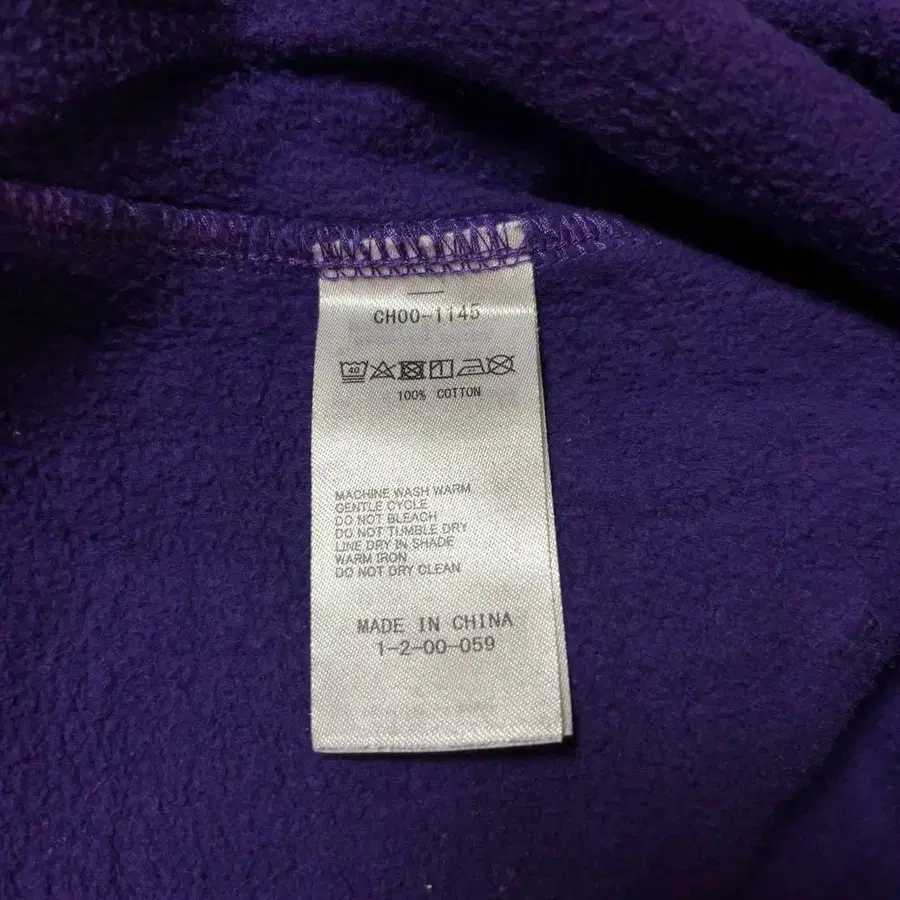 CH00-1145
40
100% COTTON
MACHINE WASH WARM
GENTLE CYCLE
DO NOT BLEACH
DO NOT TUMBLE DRY
LINE DRY IN SHADE
WARM IRON
DO NOT DRY CLEAN
MADE IN CHINA
1-2-00-059